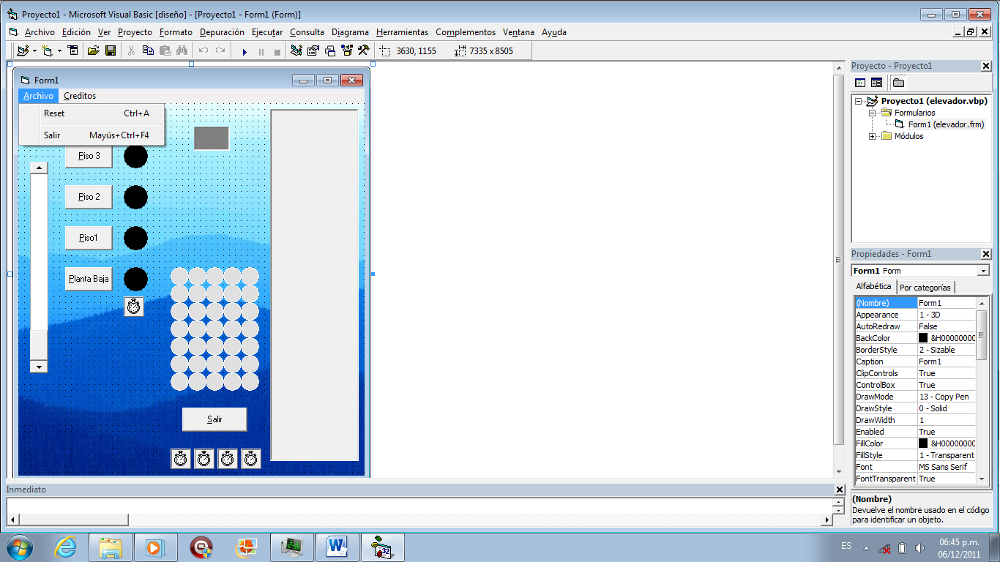 Proyecto1 - Microsoft Visual Basic [diseño] - [Proyecto1 - Form1 (Form)]
Archivo Edición Ver Proyecto Formato Depuración Ejecutar Consulta Diagrama Herramientas Complementos Ventana Ayuda
3630, 1155 7335 x 8505
Form1
Archivo Creditos
Reset Ctrl+A
Salir Mayús+Ctrl+F4
Piso 3
Piso 2
Piso1
Planta Baja
Salir
Proyecto - Proyecto1
Proyecto1 (elevador.vbp)
Formularios
Form1 (elevador.frm)
Módulos
Propiedades - Form1
Form1 Form
Alfabética Por categorías
(Nombre) Form1
Appearance 1 - 3D
AutoRedraw False
BackColor &H00000000
BorderStyle 2 - Sizable
Caption Form1
ClipControls True
ControlBox True
DrawMode 13 - Copy Pen
DrawStyle 0 - Solid
DrawWidth 1
Enabled True
FillColor &H00000000
FillStyle 1 - Transparent
Font MS Sans Serif
FontTransparent True
(Nombre)
Devuelve el nombre usado en el código
para identificar un objeto.
Inmediato
32
ES
06:45 p.m.
06/12/2011